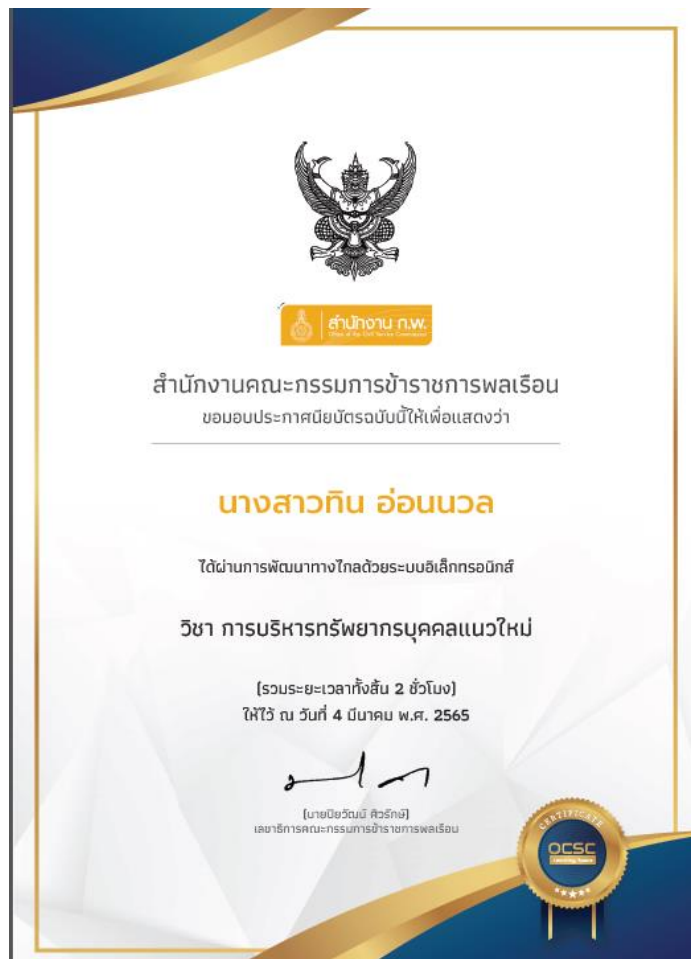 สำนักงาน ก.พ.
Office of the Civil Service Commission
สำนักงานคณะกรรมการข้าราชการพลเรือน
ขอมอบประกาศนียบัตรฉบับนี้ให้เพื่อแสดงว่า
นางสาวทิน อ่อนนวล
ได้ผ่านการพัฒนาทางไกลด้วยระบบอิเล็กทรอนิกส์
วิชา การบริหารทรัพยากรบุคคลแนวใหม่
(รวมระยะเวลาทั้งสิ้น 2 ชั่วโมง)
ให้ไว้ ณ วันที่ 4 มีนาคม พ.ศ. 2565
(นายปิยวัฒน์ ศิวรักษ์)
เลขาธิการคณะกรรมการข้าราชการพลเรือน
CERTIFICATE
OCSC
Learning Space